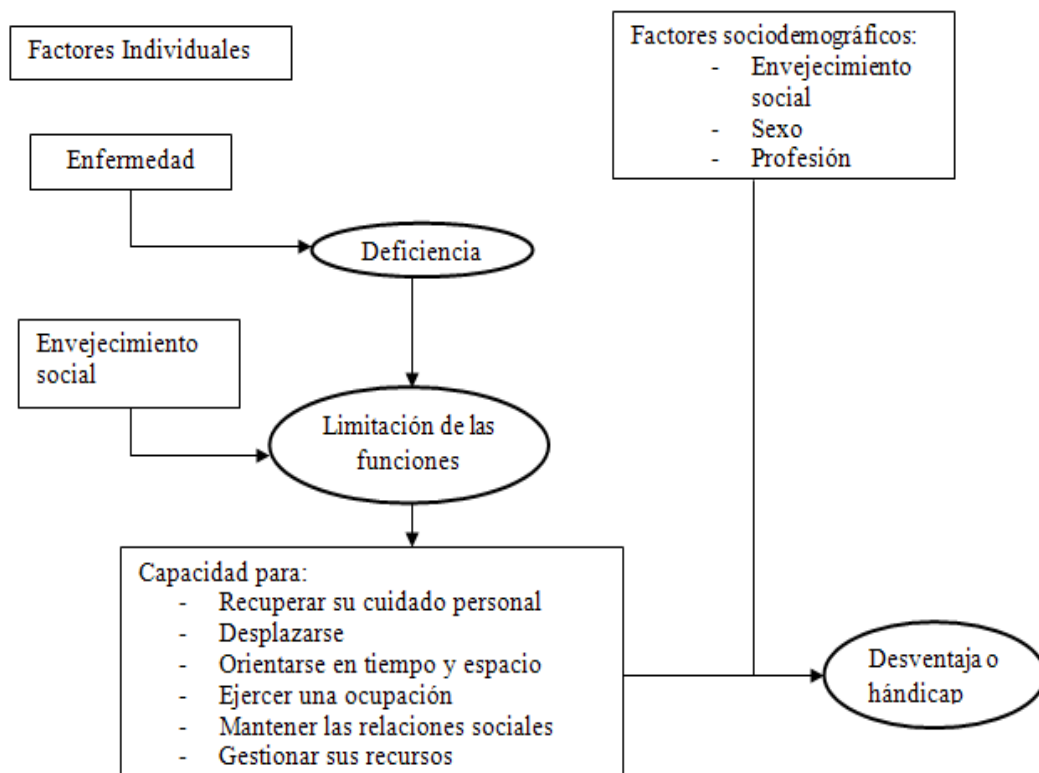 Factores Individuales
Factores sociodemográficos:
- Envejecimiento
social
- Sexo
- Profesión
Enfermedad
Deficiencia
Envejecimiento
social
Limitación de las
funciones
Capacidad para:
- Recuperar su cuidado personal
- Desplazarse
- Orientarse en tiempo y espacio
- Ejercer una ocupación
- Mantener las relaciones sociales
- Gestionar sus recursos
Desventaja o
hándicap